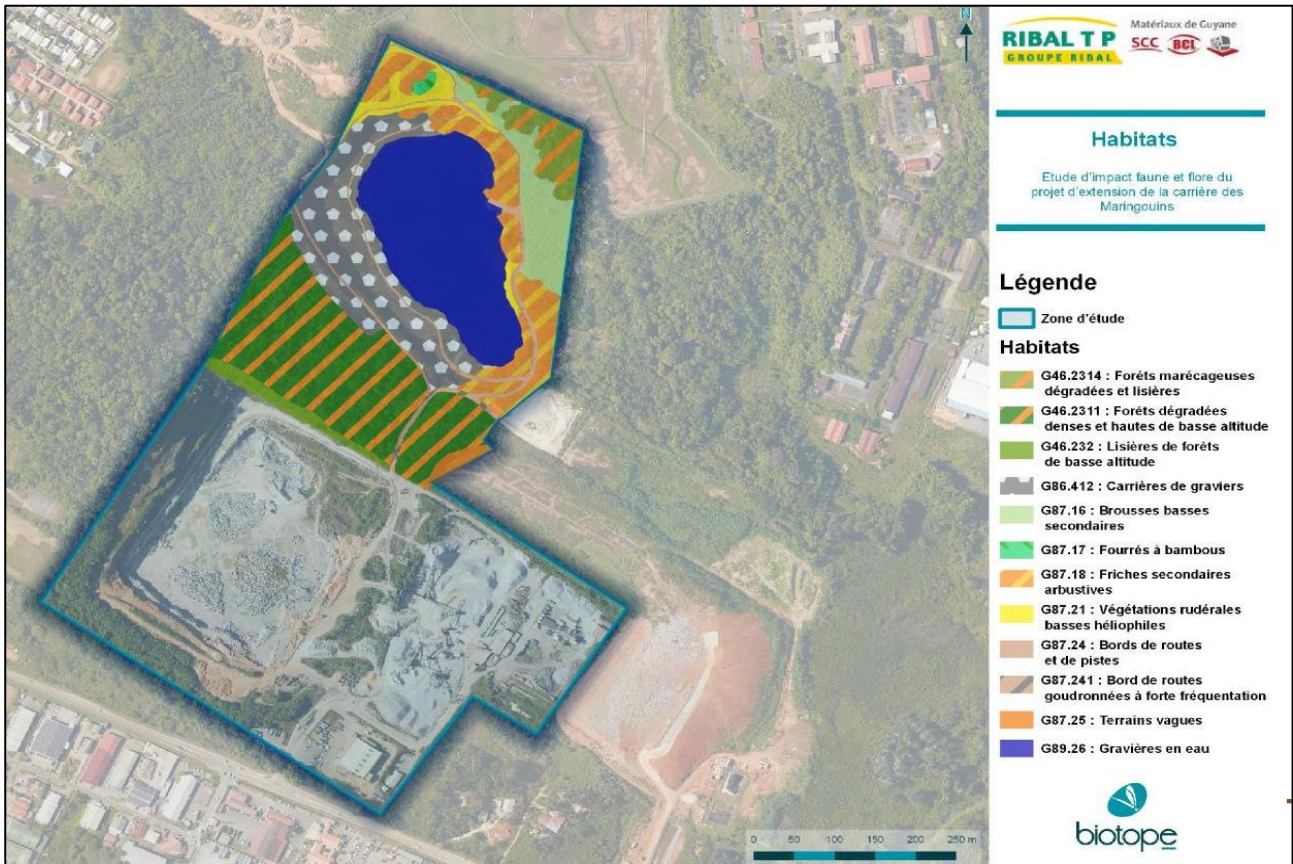 N
RIBAL T P
GROUPE RIBAL
Matériaux de Guyane
SCC BCL
Habitats
Etude d'impact faune et flore du
projet d'extension de la carrière des
Maringouins
Légende
Zone d'étude
Habitats
G46.2314 : Forêts marécageuses
dégradées et lisières
G46.2311 : Forêts dégradées
denses et hautes de basse altitude
G46.232 : Lisières de forêts
de basse altitude
G86.412 : Carrières de graviers
G87.16 : Brousses basses
secondaires
G87.17 : Fourrés à bambous
G87.18 : Friches secondaires
arbustives
G87.21 : Végétations rudérales
basses héliophiles
G87.24 : Bords de routes
et de pistes
G87.241 : Bord de routes
goudronnées à forte fréquentation
G87.25 : Terrains vagues
G89.26 : Gravières en eau
biotope
0 50 100 150 200 250 m